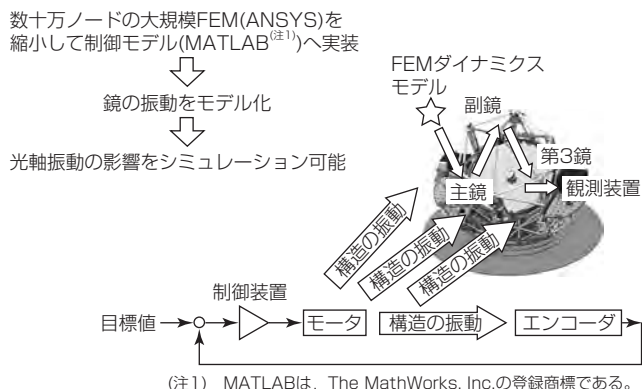 数十万ノードの大規模FEM(ANSYS)を
縮小して制御モデル(MATLAB(注1))へ実装
鏡の振動をモデル化
光軸振動の影響をシミュレーション可能
FEMダイナミクス
モデル
副鏡
第3鏡
主鏡
観測装置
構造の振動
構造の振動
構造の振動
制御装置
目標値
モータ
構造の振動
エンコーダ
(注1) MATLABは，The MathWorks, Inc.の登録商標である。